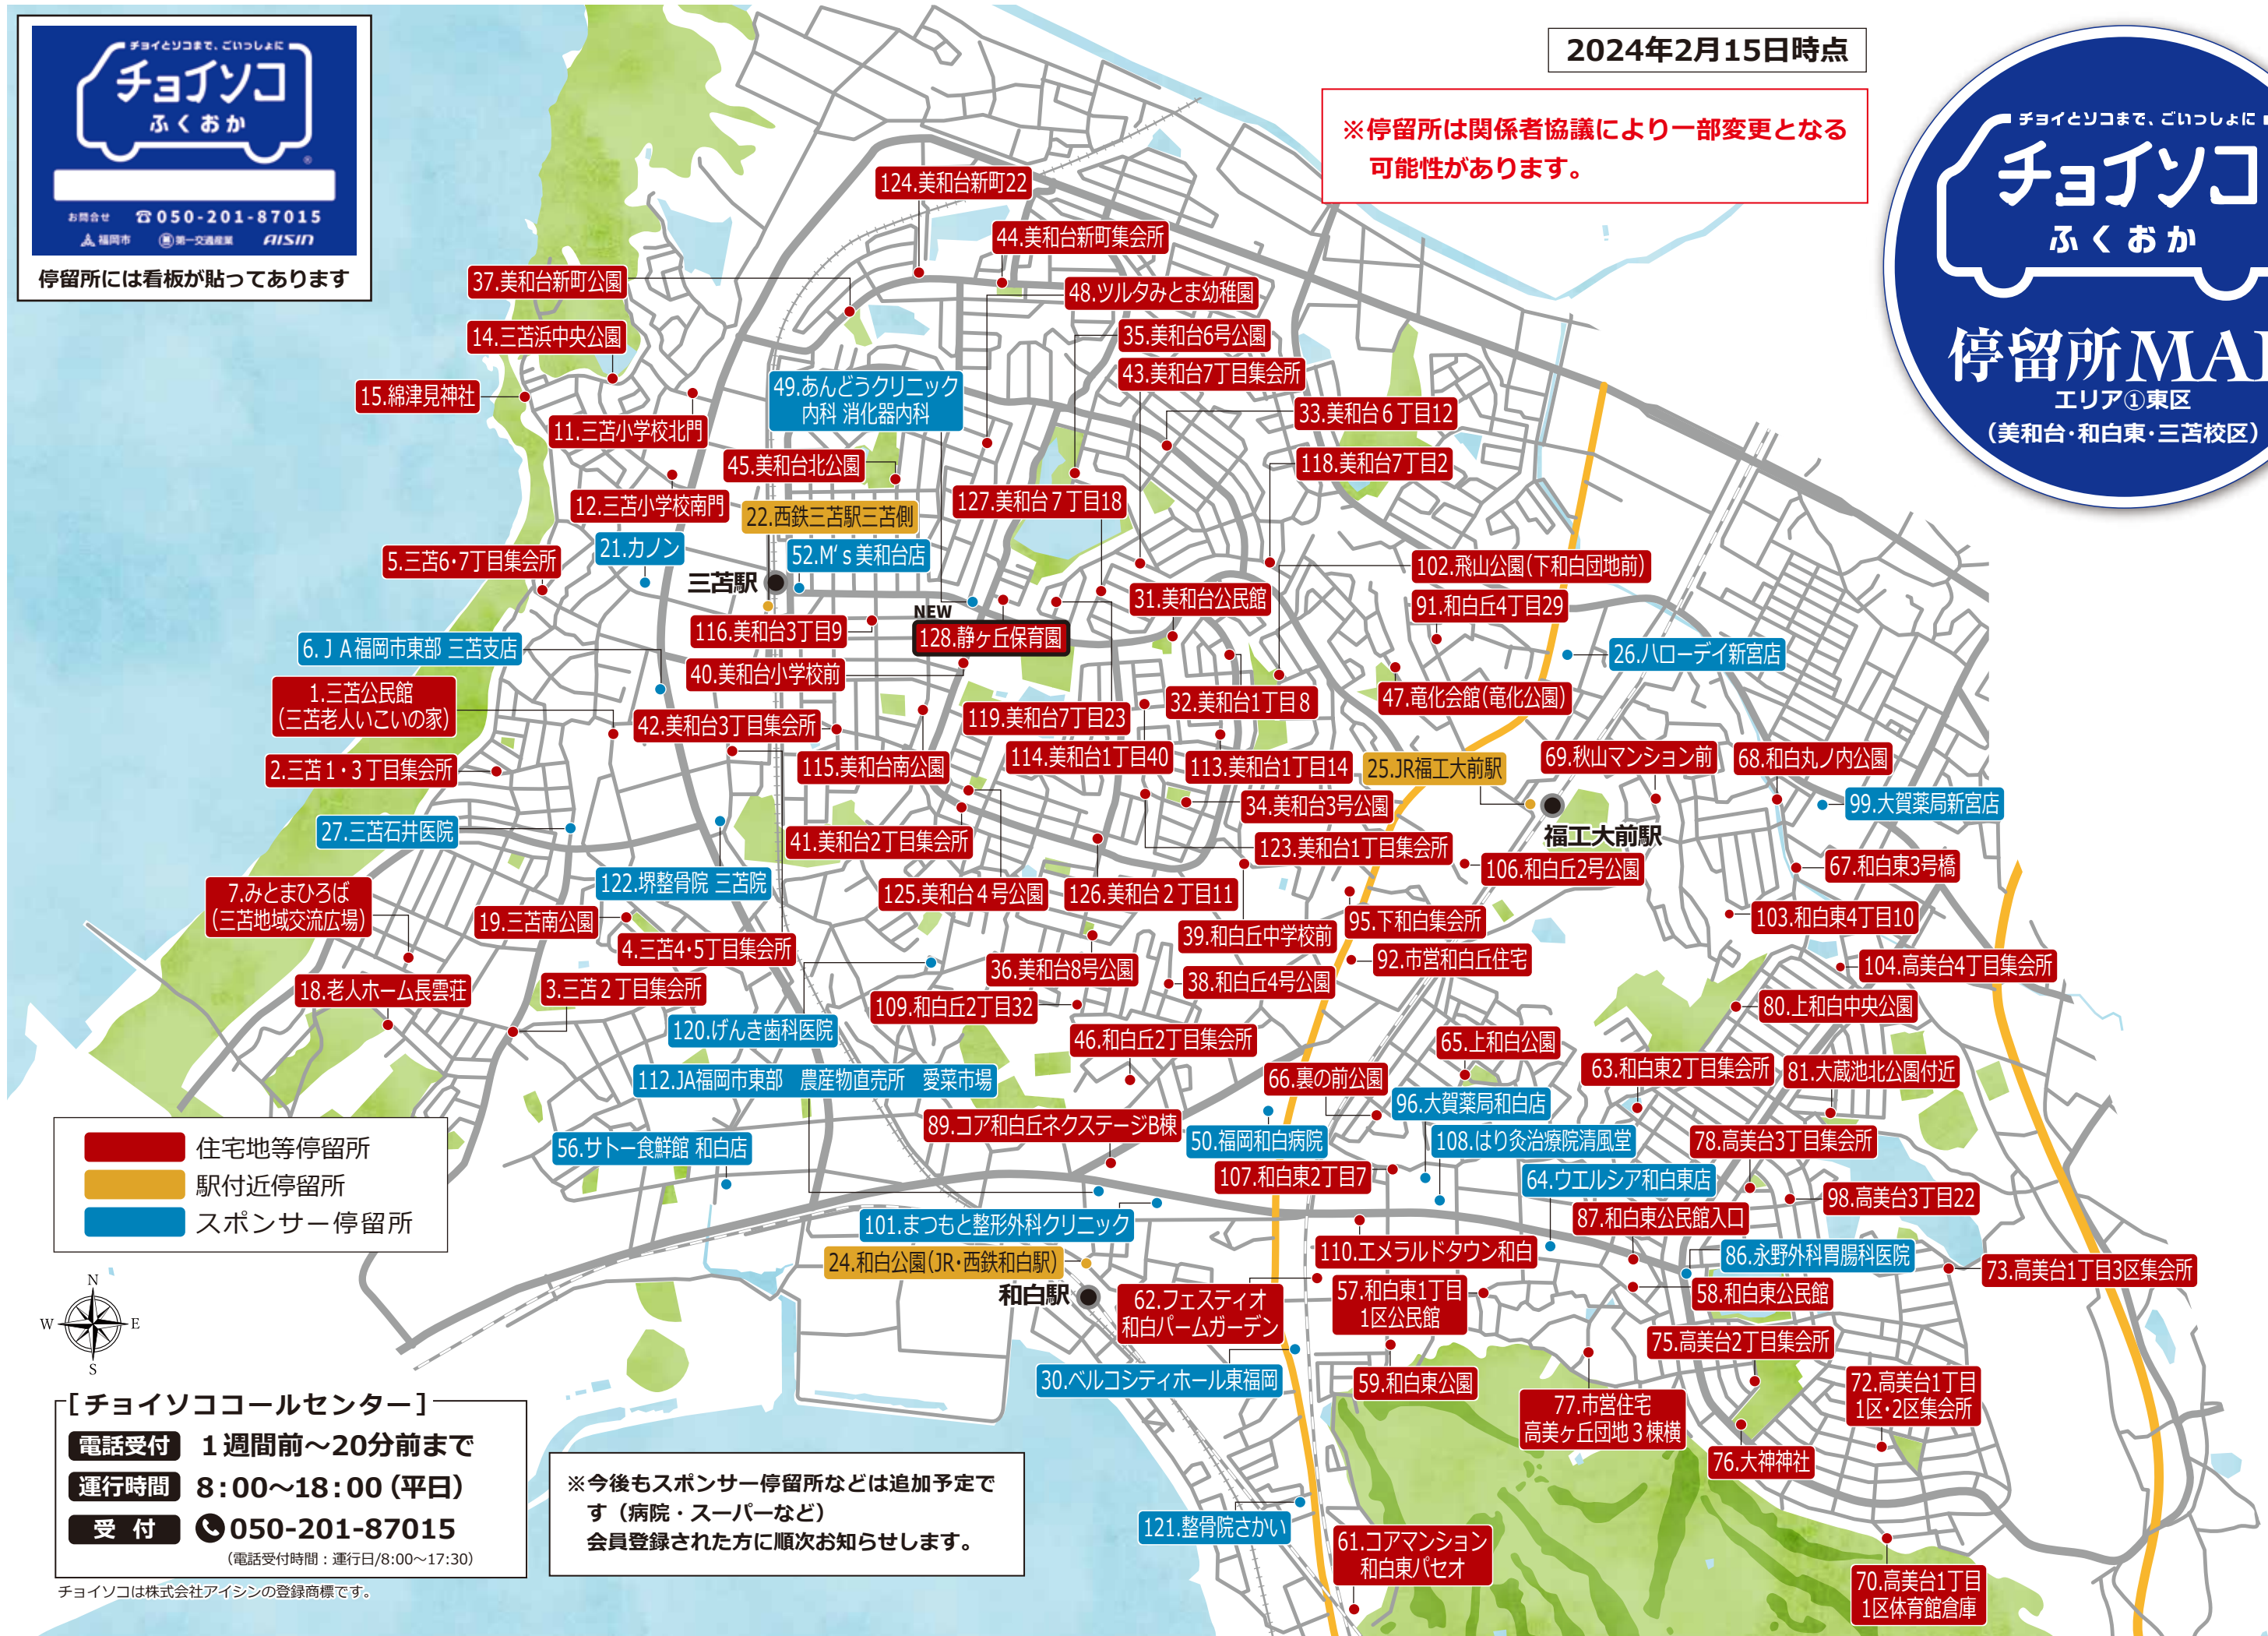 チョイとソコまで、ごいっしょに
チョイソコ
ふくおか
®
お問合せ ☎050-201-87015
福岡市 第一交通産業 AISIN
停留所には看板が貼ってあります
2024年2月15日時点
※停留所は関係者協議により一部変更となる
可能性があります。
チョイとソコまで、ごいっしょに
チョイソコ
ふくおか
停留所MA
エリア①東区
(美和台・和白東・三苫校区)
124.美和台新町22
44.美和台新町集会所
37.美和台新町公園
48.ツルタみとま幼稚園
14.三苫浜中央公園
35.美和台6号公園
43.美和台7丁目集会所
15.綿津見神社
49.あんどうクリニック
内科 消化器内科
33.美和台6丁目12
11.三苫小学校北門
45.美和台北公園
118.美和台7丁目2
12.三苫小学校南門
22.西鉄三苫駅三苫側
127.美和台7丁目18
5.三苫6・7丁目集会所
21.カノン
52.M's 美和台店
三苫駅
102.飛山公園(下和白団地前)
31.美和台公民館
91.和白丘4丁目29
NEW
116.美和台3丁目9
128.静ヶ丘保育園
6.JA福岡市東部 三苫支店
26.ハローデイ新宮店
40.美和台小学校前
1.三苫公民館
(三苫老人いこいの家)
32.美和台1丁目8
47.竜化会館(竜化公園)
42.美和台3丁目集会所
119.美和台7丁目23
2.三苫1・3丁目集会所
115.美和台南公園
114.美和台1丁目40
113.美和台1丁目14
25.JR福工大前駅
69.秋山マンション前
68.和白丸ノ内公園
34.美和台3号公園
99.大賀薬局新宮店
27.三苫石井医院
41.美和台2丁目集会所
123.美和台1丁目集会所
福工大前駅
106.和白丘2号公園
67.和白東3号橋
122.堺整骨院 三苫院
7.みとまひろば
(三苫地域交流広場)
125.美和台4号公園
126.美和台2丁目11
19.三苫南公園
95.下和白集会所
103.和白東4丁目10
4.三苫4・5丁目集会所
39.和白丘中学校前
92.市営和白丘住宅
36.美和台8号公園
104.高美台4丁目集会所
18.老人ホーム長雲荘
3.三苫2丁目集会所
38.和白丘4号公園
109.和白丘2丁目32
80.上和白中央公園
120.げんき歯科医院
46.和白丘2丁目集会所
65.上和白公園
63.和白東2丁目集会所
81.大蔵池北公園付近
112.JA福岡市東部 農産物直売所 愛菜市場
66.裏の前公園
96.大賀薬局和白店
89.コア和白丘ネクステージB棟
50.福岡和白病院
108.はり灸治療院清風堂
78.高美台3丁目集会所
56.サトー食鮮館 和白店
107.和白東2丁目7
64.ウエルシア和白東店
98.高美台3丁目22
101.まつもと整形外科クリニック
87.和白東公民館入口
110.エメラルドタウン和白
86.永野外科胃腸科医院
24.和白公園(JR・西鉄和白駅)
73.高美台1丁目3区集会所
和白駅
62.フェスティオ
和白パームガーデン
57.和白東1丁目
1区公民館
58.和白東公民館
75.高美台2丁目集会所
30.ベルコシティホール東福岡
59.和白東公園
72.高美台1丁目
1区・2区集会所
77.市営住宅
高美ヶ丘団地3棟横
76.大神神社
121.整骨院さかい
61.コアマンション
和白東パセオ
70.高美台1丁目
1区体育館倉庫
住宅地等停留所
駅付近停留所
スポンサー停留所
N
W E
S
[チョイソココールセンター]
電話受付 1週間前～20分前まで
運行時間 8:00～18:00(平日)
受 付 050-201-87015
(電話受付時間:運行日/8:00～17:30)
チョイソコは株式会社アイシンの登録商標です。
※今後もスポンサー停留所などは追加予定で
す(病院・スーパーなど)
会員登録された方に順次お知らせします。